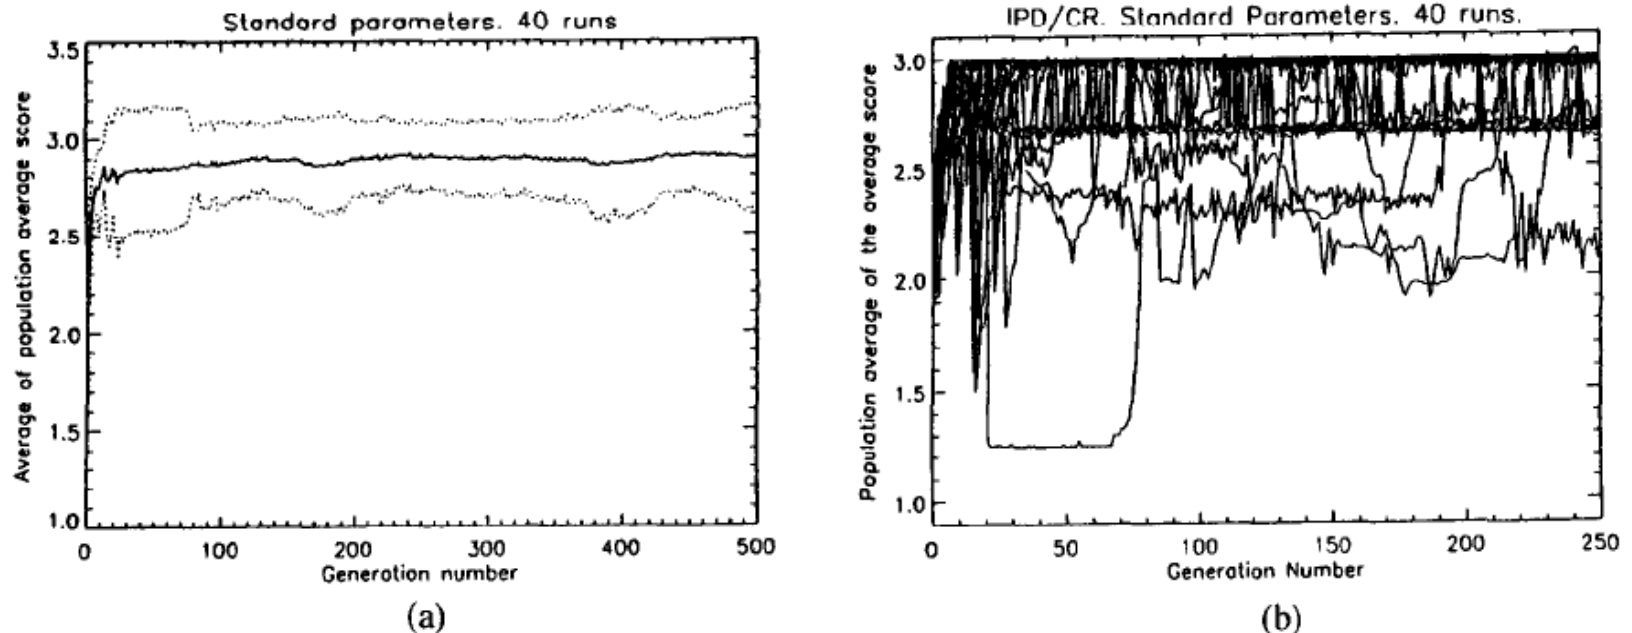 Standard parameters. 40 runs
3.5
3.0
2.5
2.0
1.5
1.0
Average of population average score
0 100 200 300 400 500
Generation number
(a)
IPD/CR. Standard Parameters. 40 runs.
3.0
2.5
2.0
1.5
1.0
Population average of the average score
0 50 100 150 200 250
Generation Number
(b)